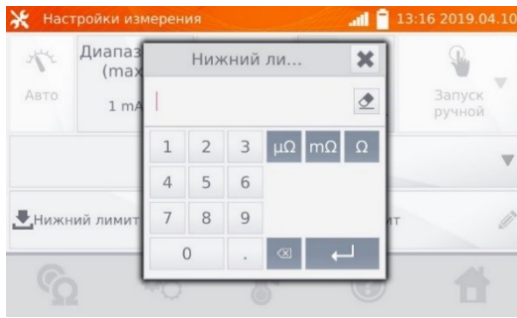 Настройки измерения 13:16 2019.04.10
Диапаз
(max
Авто
1 mA
Запуск
ручной
Нижний ли...
1 2 3 µΩ mΩ Ω
4 5 6
7 8 9
0 .
Нижний лимит
ит